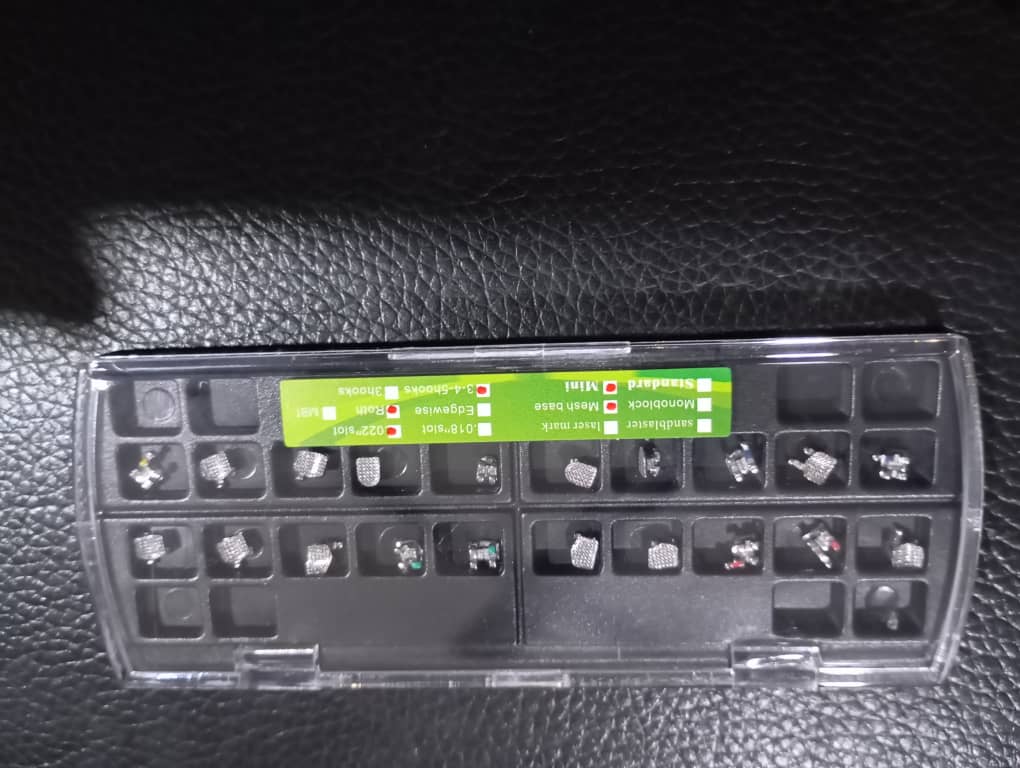 sandblaster laser mark .018"slot .022"slot
Monoblock Mesh base Edgewise Roth MBT
Standard Mini 3-4-5hooks 3hooks